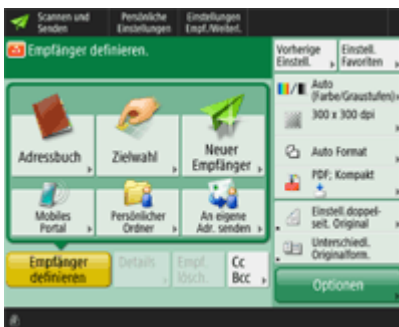 Scannen und
Senden
Persönliche
Einstellungen
Einstellungen
Empf./Weiterl.
Empfänger definieren.
Vorherige
Einstell.
Einstell.
Favoriten
Adressbuch
Zielwahl
Neuer
Empfänger
Mobiles
Portal
Persönlicher
Ordner
An eigene
Adr. senden
Auto
(Farbe/Graustufen)
300 x 300 dpi
Auto Format
PDF; Kompakt
Einstell.doppel-
seit. Original
Unterschiedl.
Originalform.
Empfänger
definieren
Details
Empf.
lösch.
Cc
Bcc
Optionen